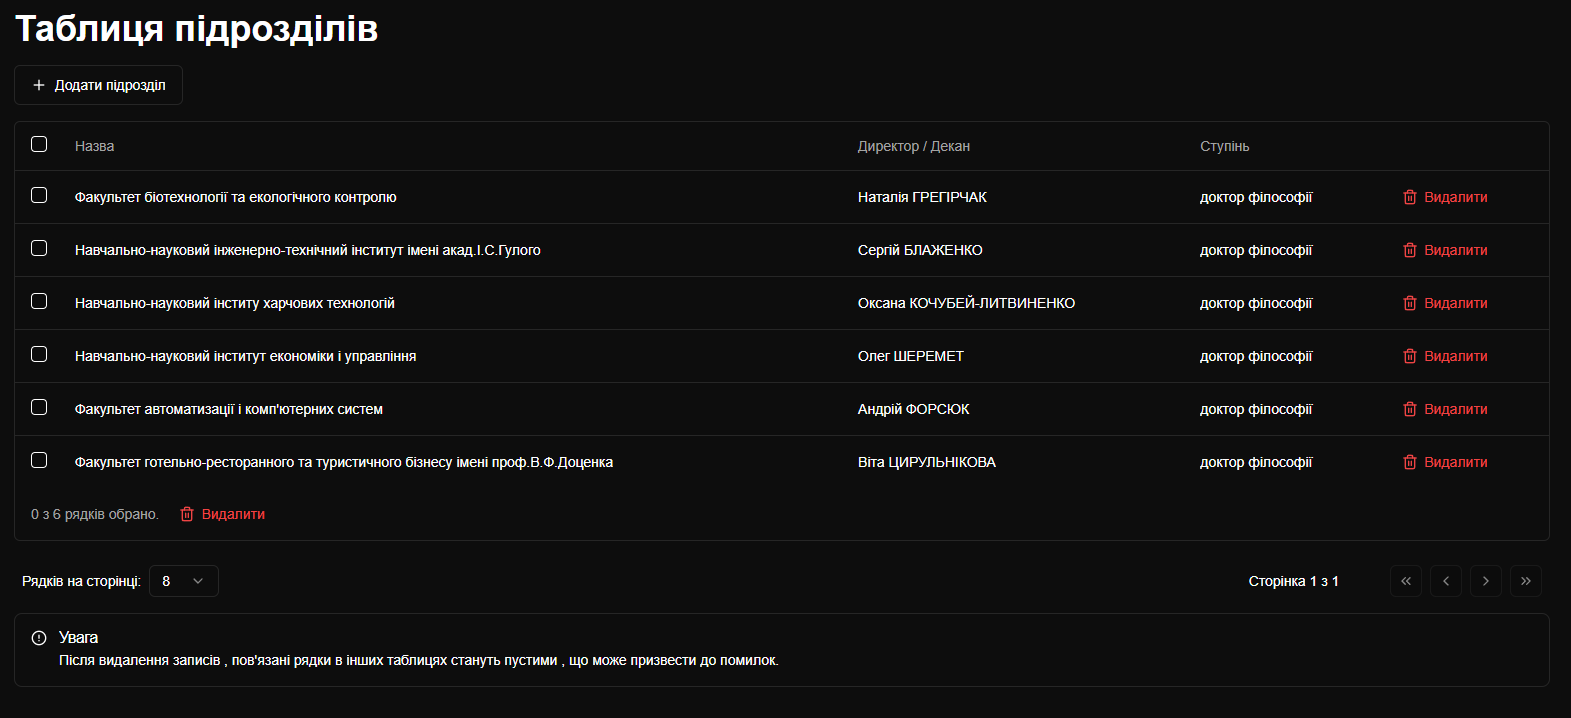 Таблиця підрозділів
Додати підрозділ
Назва Директор / Декан Ступінь
Факультет біотехнології та екологічного контролю Наталія ГРЕГІРЧАК доктор філософії Видалити
Навчально-науковий інженерно-технічний інститут імені акад.І.С.Гулого Сергій БЛАЖЕНКО доктор філософії Видалити
Навчально-науковий інституу харчових технологій Оксана КОЧУБЕЙ-ЛИТВИНЕНКО доктор філософії Видалити
Навчально-науковий інститут економіки і управління Олег ШЕРЕМЕТ доктор філософії Видалити
Факультет автоматизації і комп'ютерних систем Андрій ФОРСЮК доктор філософії Видалити
Факультет готельно-ресторанного та туристичного бізнесу імені проф.В.Ф.Доценка Віта ЦИРУЛЬНІКОВА доктор філософії Видалити
0 з 6 рядків обрано. Видалити
Рядків на сторінці: 8 Сторінка 1 з 1
Увага
Після видалення записів , пов'язані рядки в інших таблицях стануть пустими , що може призвести до помилок.